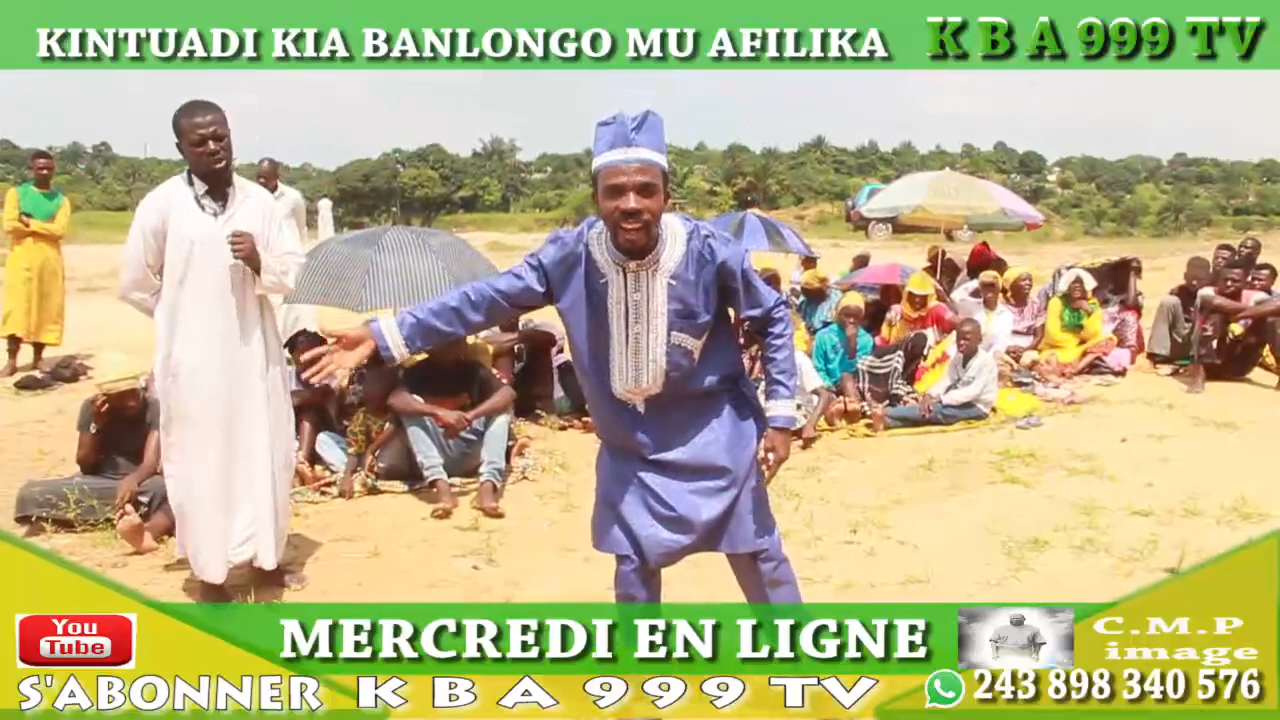 KINTUADI KIA BANLONGO MU AFILIKA
K B A 999 TV
You
Tube
MERCREDI EN LIGNE
C.M.P
image
S'ABONNER K B A 999 TV
243 898 340 576